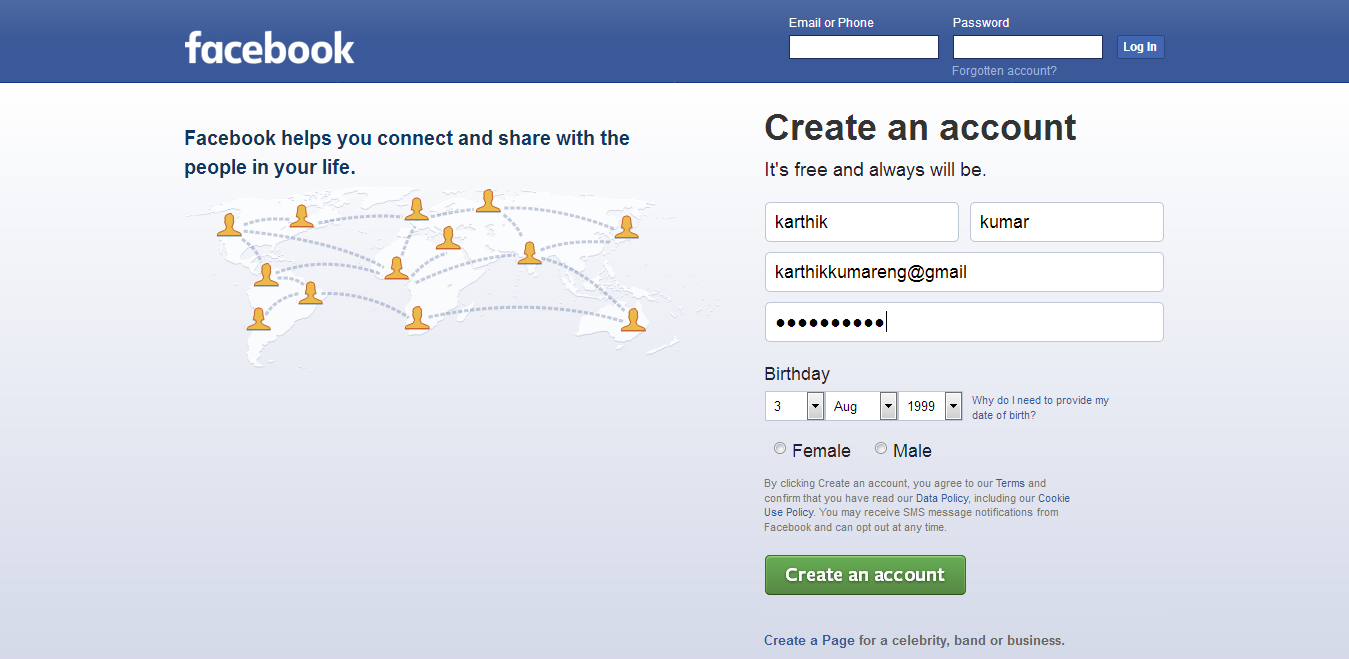 facebook
Email or Phone
Password
Log In
Forgotten account?
Facebook helps you connect and share with the
people in your life.
Create an account
It's free and always will be.
karthik
kumar
karthikkumareng@gmail
●●●●●●●●●●
Birthday
3
Aug
1999
Why do I need to provide my
date of birth?
Female
Male
By clicking Create an account, you agree to our Terms and
confirm that you have read our Data Policy, including our Cookie
Use Policy. You may receive SMS message notifications from
Facebook and can opt out at any time.
Create an account
Create a Page for a celebrity, band or business.